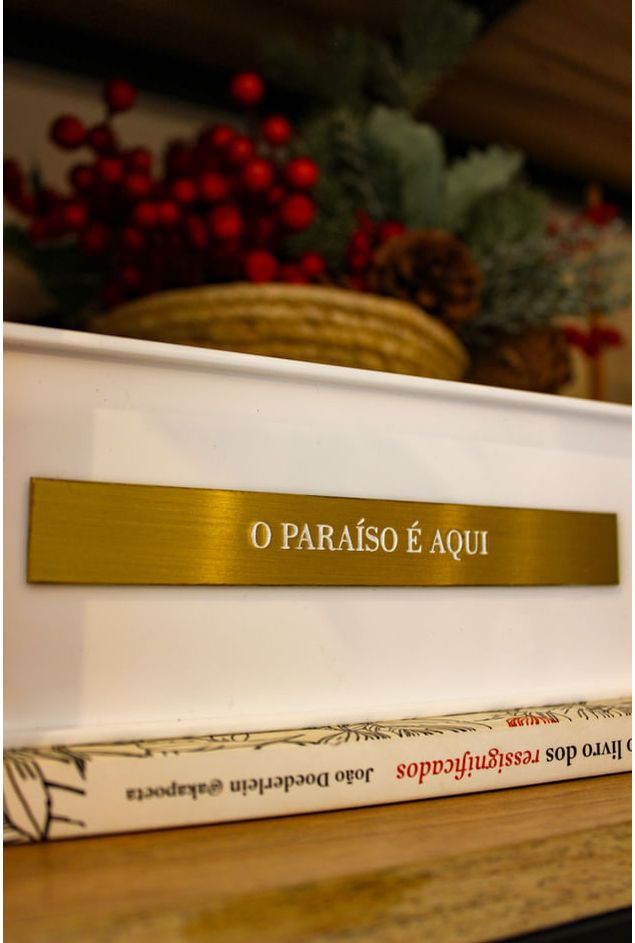 O PARAÍSO É AQUI
o livro dos ressignificados João Doederlein @akapoeta